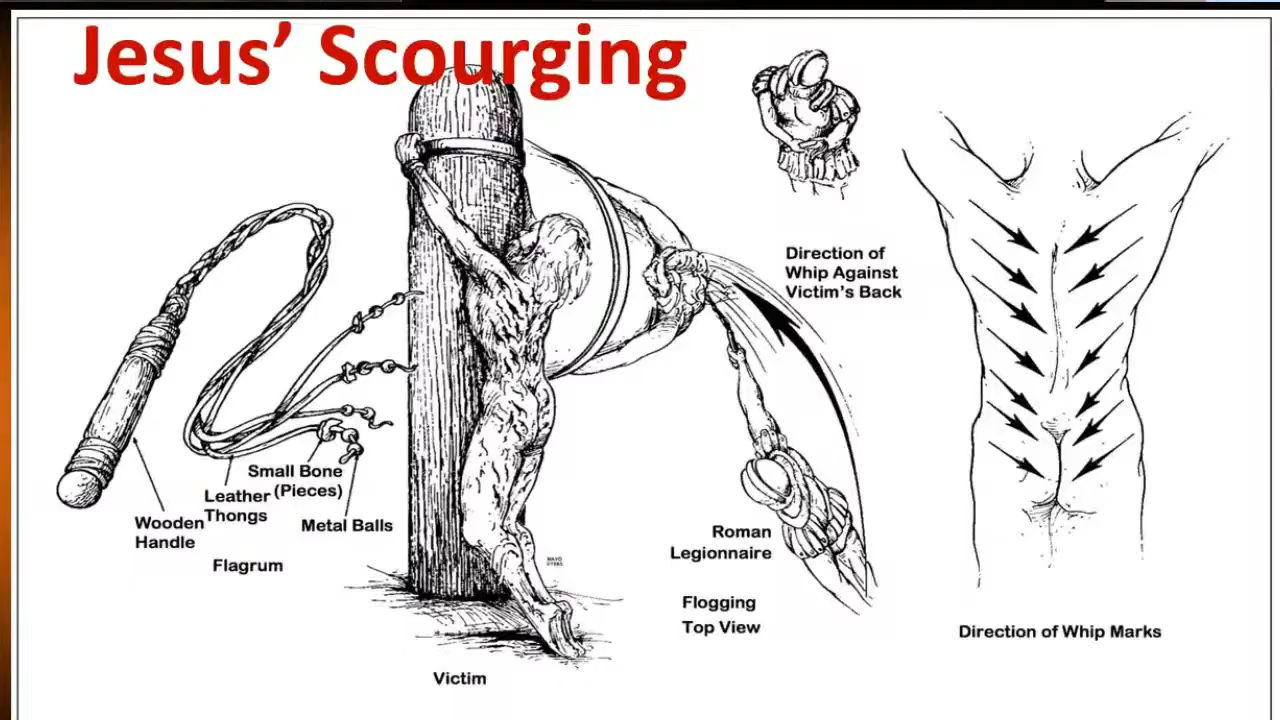 Jesus' Scourging
Direction of
Whip Against
Victim's Back
Small Bone
(Pieces)
Leather
Thongs
Metal Balls
Wooden
Handle
Flagrum
MAYO
Roman
Legionnaire
Flogging
Top View
Direction of Whip Marks
Victim